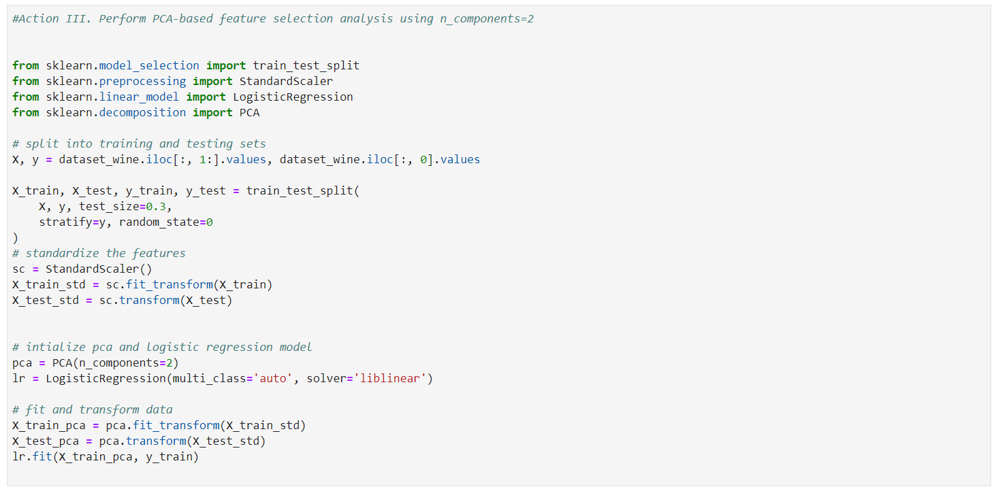 #Action III. Perform PCA-based feature selection analysis using n_components=2
from sklearn.model_selection import train_test_split
from sklearn.preprocessing import StandardScaler
from sklearn.linear_model import LogisticRegression
from sklearn.decomposition import PCA
# split into training and testing sets
X, y = dataset_wine.iloc[:, 1:].values, dataset_wine.iloc[:, 0].values
X_train, X_test, y_train, y_test = train_test_split(
    X, y, test_size=0.3,
    stratify=y, random_state=0
)
# standardize the features
sc = StandardScaler()
X_train_std = sc.fit_transform(X_train)
X_test_std = sc.transform(X_test)
# intialize pca and logistic regression model
pca = PCA(n_components=2)
lr = LogisticRegression(multi_class='auto', solver='liblinear')
# fit and transform data
X_train_pca = pca.fit_transform(X_train_std)
X_test_pca = pca.transform(X_test_std)
lr.fit(X_train_pca, y_train)